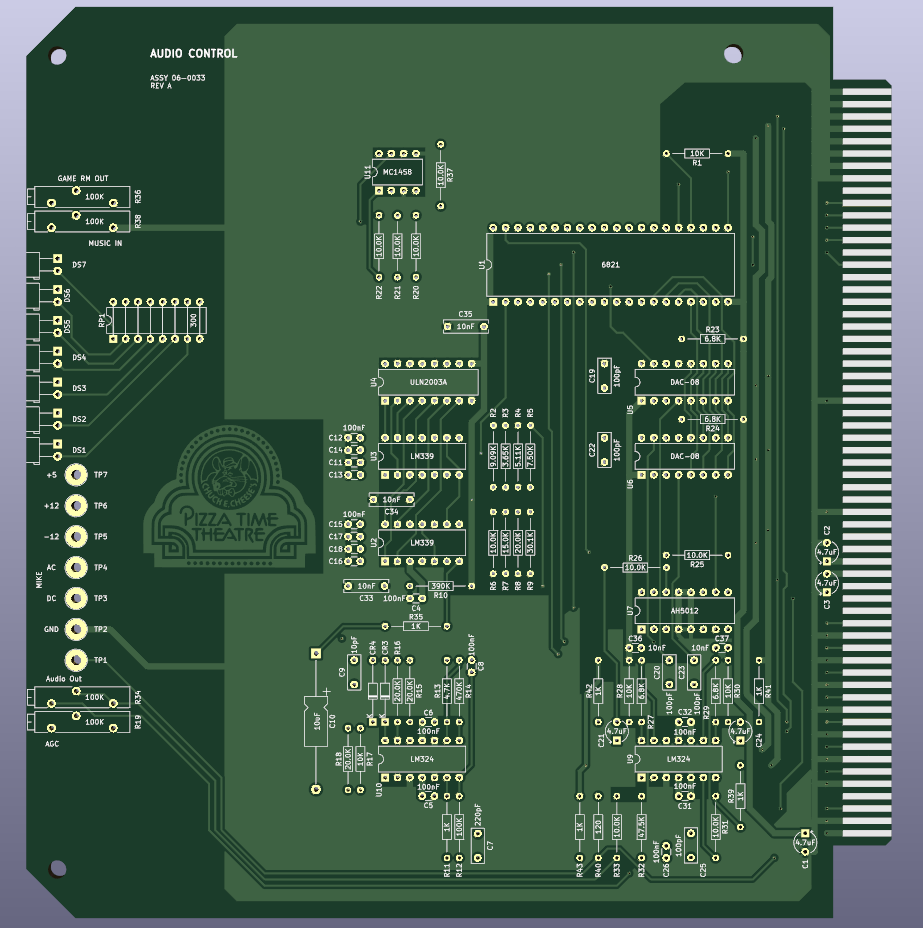 AUDIO CONTROL
ASSY 06-0033
REV A
GAME RM OUT
100K R36
100K R38
MUSIC IN
U11 MC1458
10.0K R37
10.0K 10.0K 10.0K
R22 R21 R20
10K
R1
U1 6821
DS7
DS6
DS5
DS4
DS3
DS2
DS1
RP1 300
C35
10nF
R23
6.8K
C19 100pF
U4 ULN2003A
U5 DAC-08
6.8K
R24
R2 R3 R4 R5
9.09K 3.65K 5.11K 7.50K
100nF
C12
C14
C11
C13
U3 LM339
C22 100pF
U6 DAC-08
+5 TP7
+12 TP6
-12 TP5
AC TP4
MIKE
DC TP3
GND TP2
TP1
CHUCK E. CHEESE
PIZZA TIME
THEATRE
10nF
C34
100nF
C15
C17
C18
C16
U2 LM339
10.0K 15.0K 20.0K 30.1K
R6 R7 R8 R9
C2
4.7uF
4.7uF
C3
10.0K
R25
R26
10.0K
10nF
C33
390K
R10
100nF
C4
R35
1K
U7 AH5012
C36 10nF
10nF C37
Audio Out
100K R34
100K R19
AGC
10pF
C9
CR4 CR3 R16
20.0K 20.0K R15
R13 4.7K 470K R14
100nF
C8
10uF C10
C6
100nF
R18 20.0K 10K R17
U10 LM324
100nF
C5
1K 100K
R11 R12
220pF
C7
R42 1K
R28 10K 6.8K R27
C20 100pF
C23 100pF
R29 6.8K 10K R30
1K R41
4.7uF
C21
C32
100nF
4.7uF
C24
U9 LM324
100nF
C31
R39 1K
1K 120 10.0K 47.5K
R43 R40 R33 R32
100nF
C26
100pF
C25
10.0K R31
4.7uF
C1